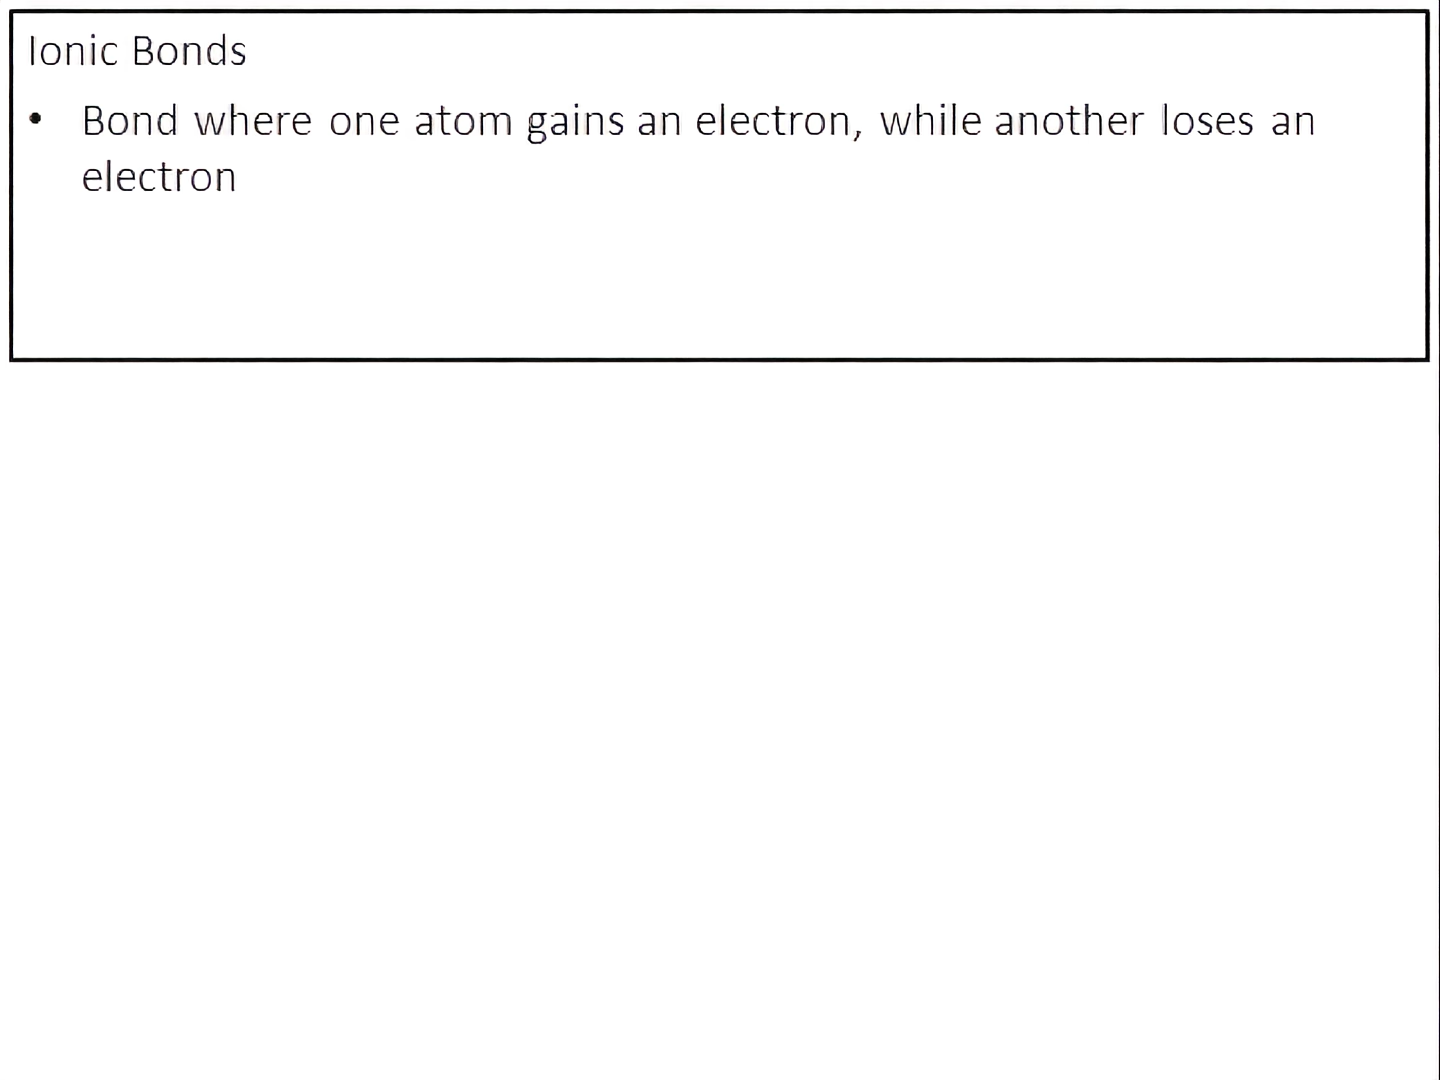 Ionic Bonds
• Bond where one atom gains an electron, while another loses an
electron